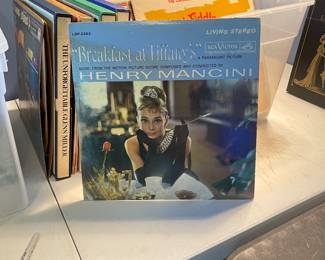 Fiddle
LSP-2362
LIVING STEREO
"Breakfast at Tiffany's"
RCA VICTOR
A PARAMOUNT PICTURE
MUSIC FROM THE MOTION PICTURE SCORE COMPOSED AND CONDUCTED BY
HENRY MANCINI
THE UNFORGETTABLE GLENN MILLER